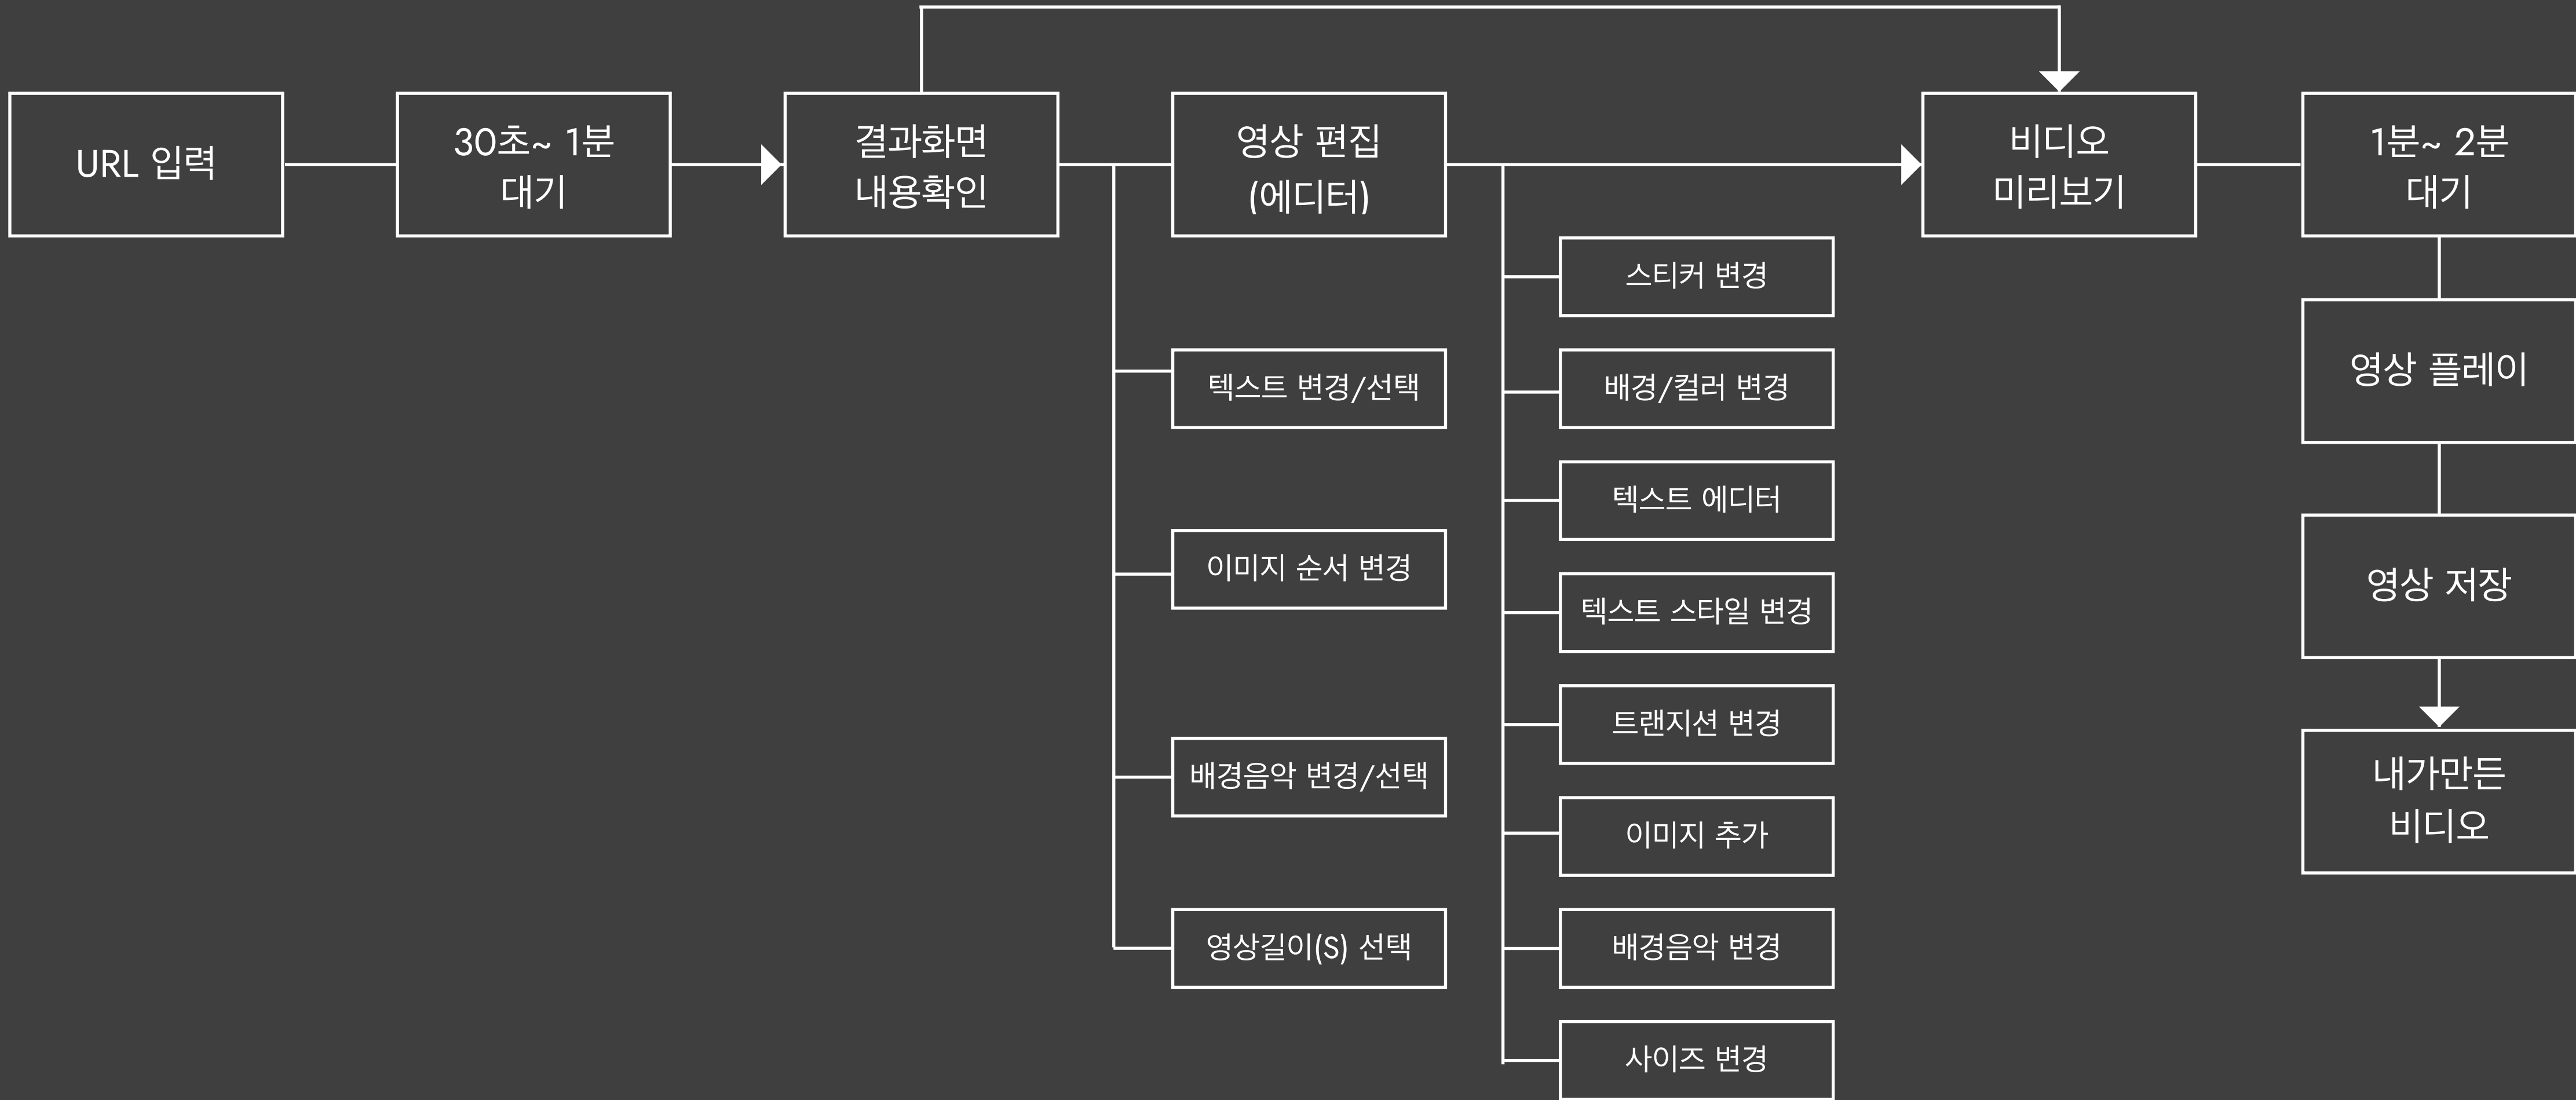 URL 입력
30초~ 1분
대기
결과화면
내용확인
영상 편집
(에디터)
비디오
미리보기
1분~ 2분
대기
텍스트 변경/선택
이미지 순서 변경
배경음악 변경/선택
영상길이(s) 선택
스티커 변경
배경/컬러 변경
텍스트 에디터
텍스트 스타일 변경
트랜지션 변경
이미지 추가
배경음악 변경
사이즈 변경
영상 플레이
영상 저장
내가만든
비디오